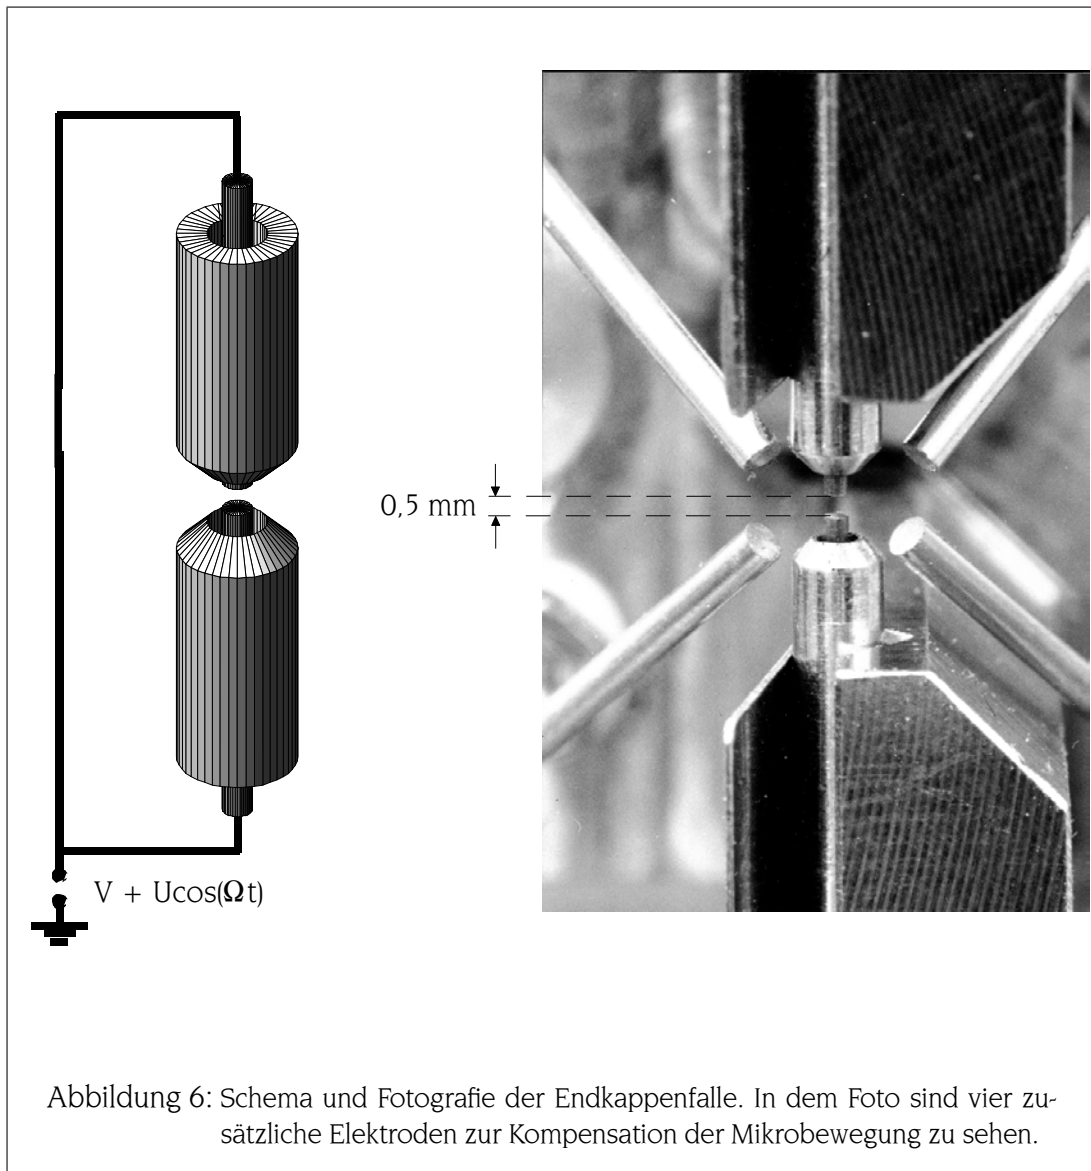 0,5 mm
V + Ucos(Ωt)
Abbildung 6: Schema und Fotografie der Endkappenfalle. In dem Foto sind vier zu-
sätzliche Elektroden zur Kompensation der Mikrobewegung zu sehen.